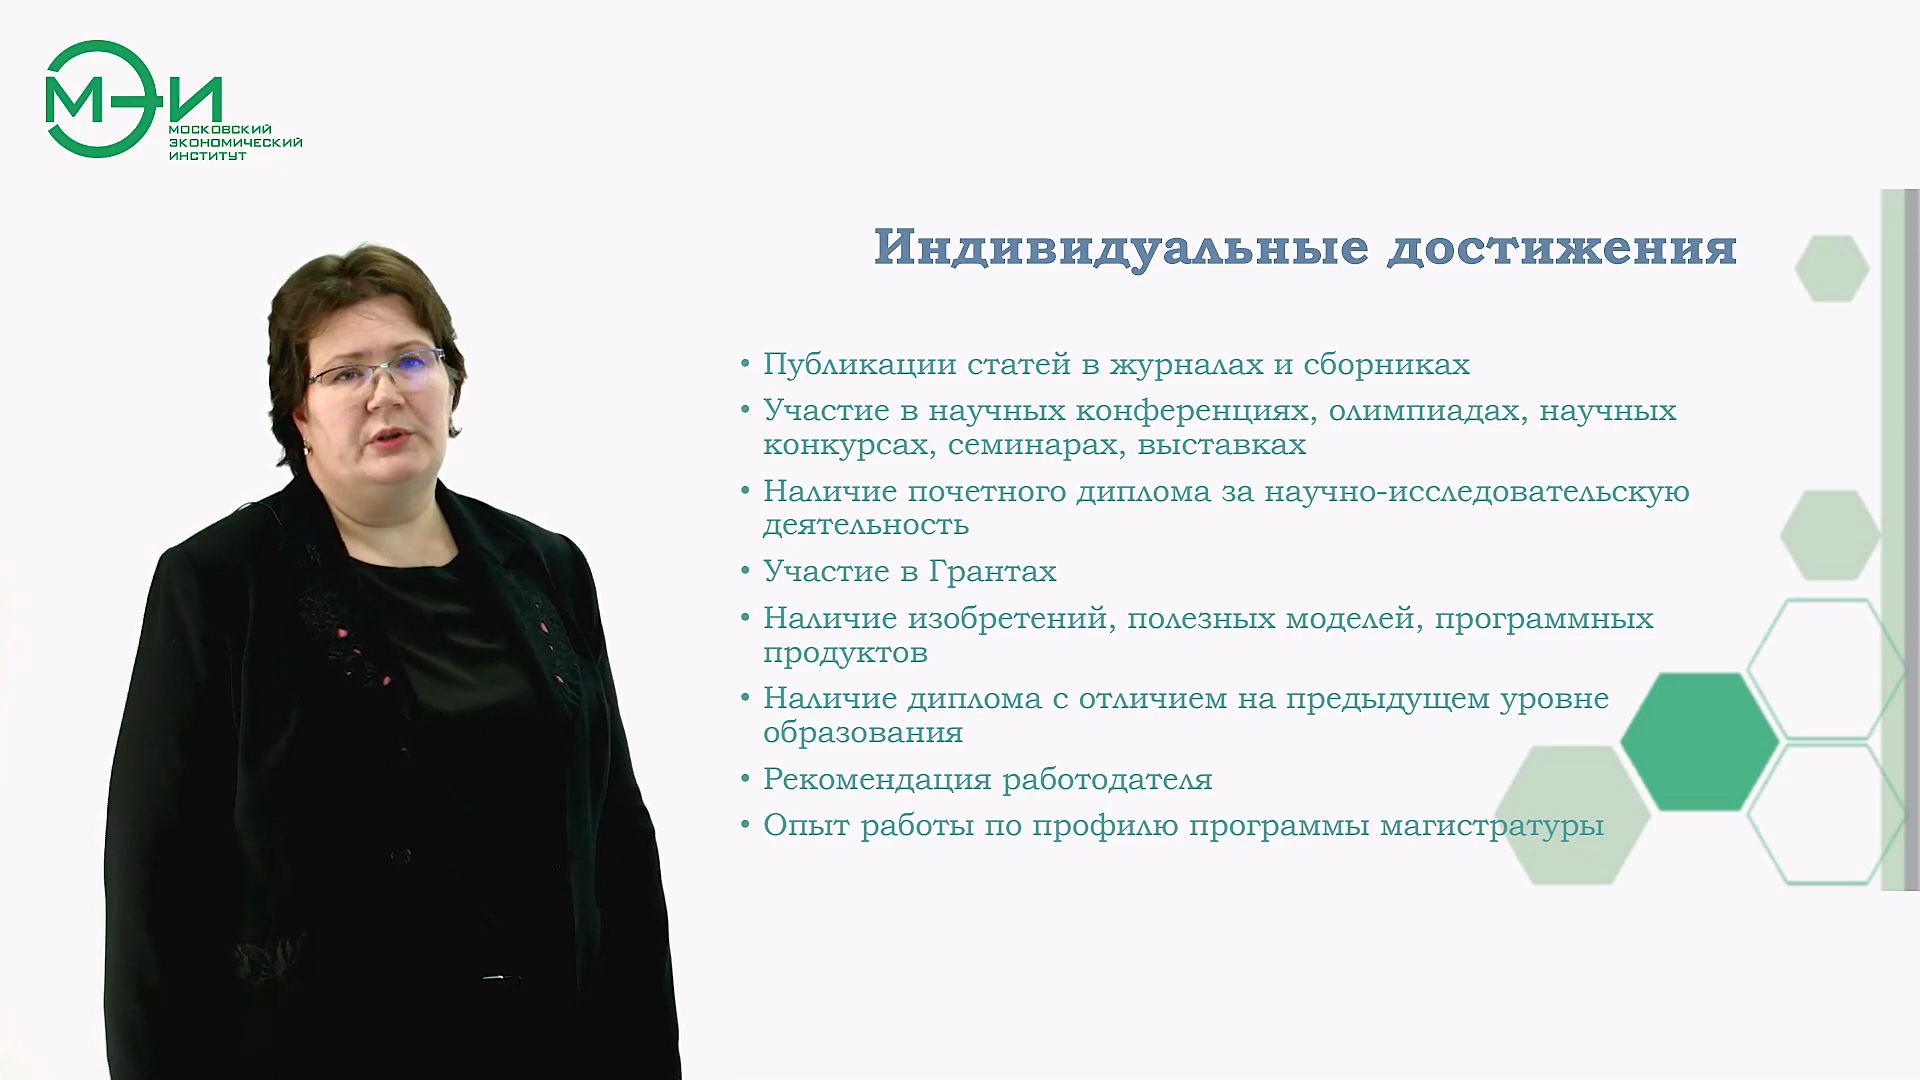 МЭИ
МОСКОВСКИЙ
ЭКОНОМИЧЕСКИЙ
ИНСТИТУТ
Индивидуальные достижения
• Публикации статей в журналах и сборниках
• Участие в научных конференциях, олимпиадах, научных
конкурсах, семинарах, выставках
• Наличие почетного диплома за научно-исследовательскую
деятельность
• Участие в Грантах
• Наличие изобретений, полезных моделей, программных
продуктов
• Наличие диплома с отличием на предыдущем уровне
образования
• Рекомендация работодателя
• Опыт работы по профилю программы магистратуры